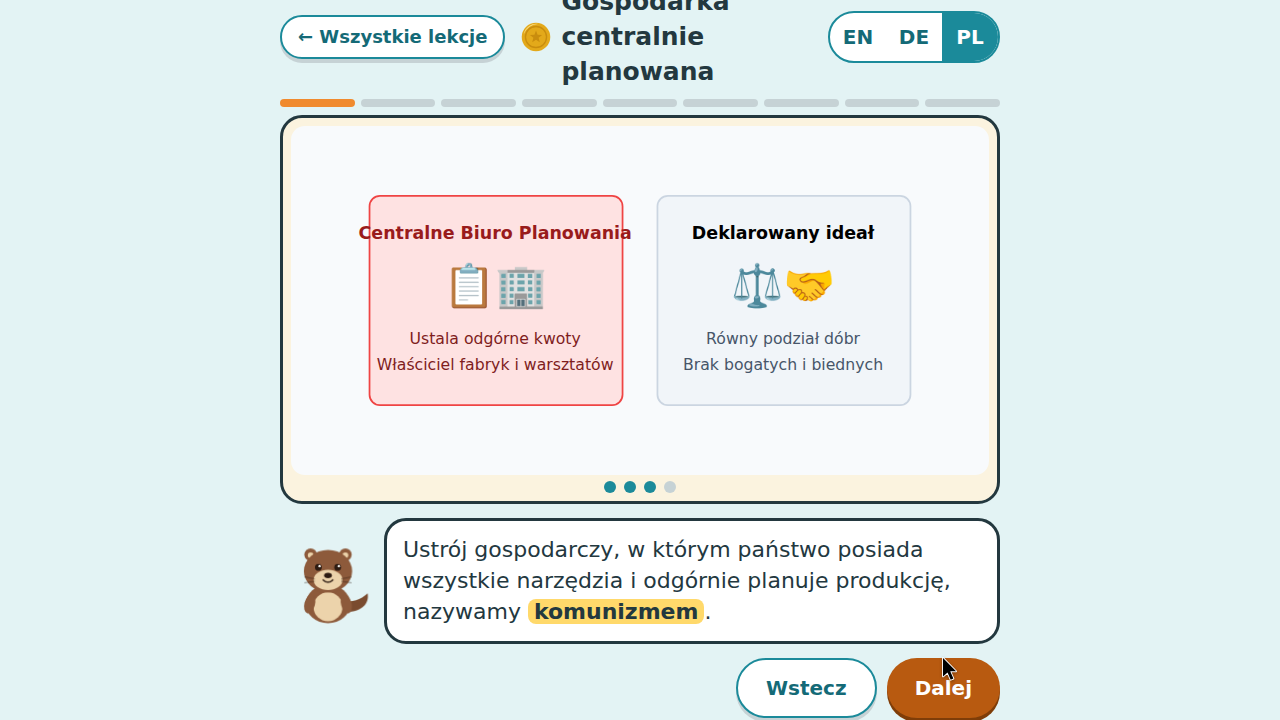 ← Wszystkie lekcje
Gospodarka
centralnie
planowana
EN DE PL
Centralne Biuro Planowania
Ustala odgórne kwoty
Właściciel fabryk i warsztatów
Deklarowany ideał
Równy podział dóbr
Brak bogatych i biednych
Ustrój gospodarczy, w którym państwo posiada
wszystkie narzędzia i odgórnie planuje produkcję,
nazywamy komunizmem.
Wstecz
Dalej